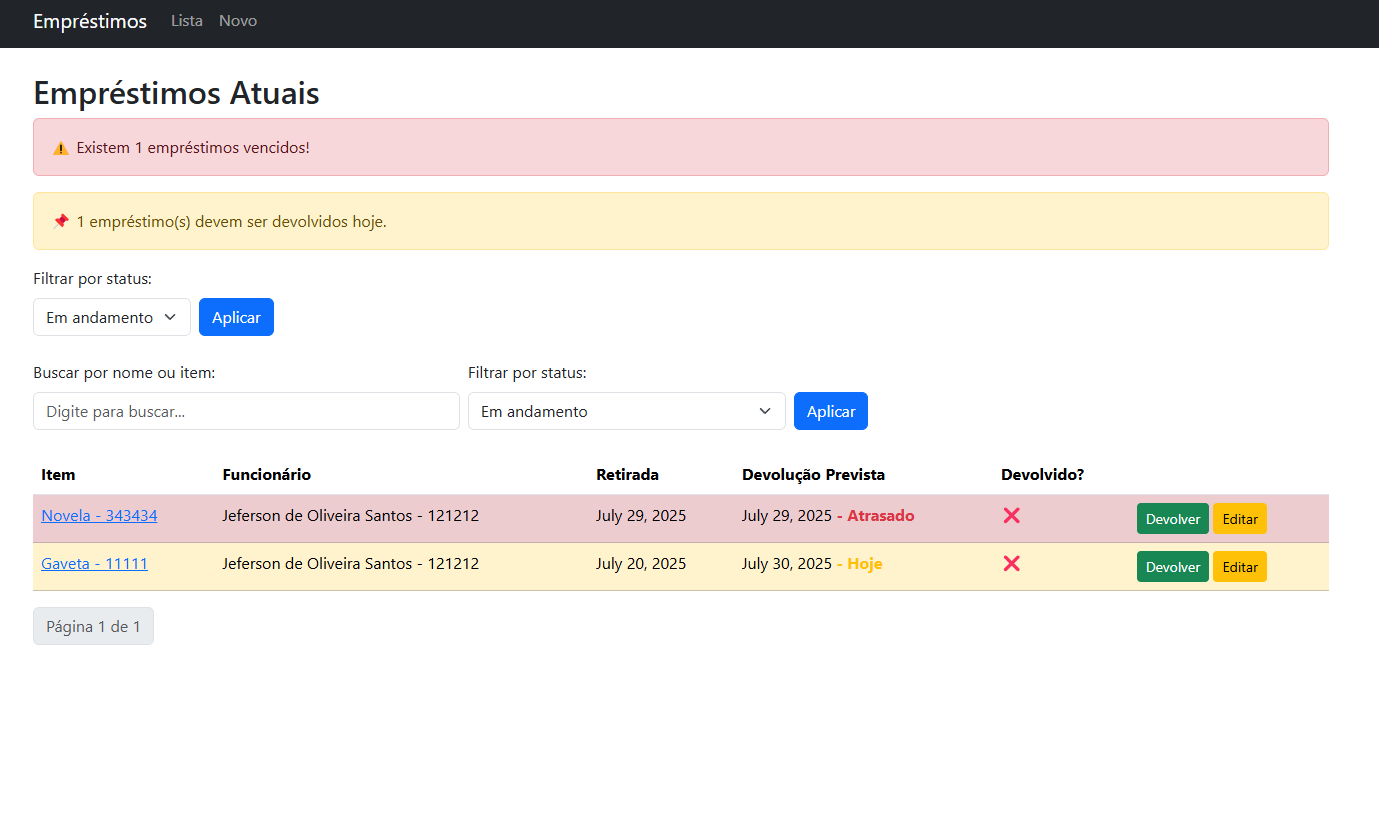 Empréstimos Lista Novo
Empréstimos Atuais
⚠️ Existem 1 empréstimos vencidos!
📌 1 empréstimo(s) devem ser devolvidos hoje.
Filtrar por status:
Em andamento Aplicar
Buscar por nome ou item: Filtrar por status:
Digite para buscar... Em andamento Aplicar
Item Funcionário Retirada Devolução Prevista Devolvido?
Novela - 343434 Jeferson de Oliveira Santos - 121212 July 29, 2025 July 29, 2025 - Atrasado ❌ Devolver Editar
Gaveta - 11111 Jeferson de Oliveira Santos - 121212 July 20, 2025 July 30, 2025 - Hoje ❌ Devolver Editar
Página 1 de 1